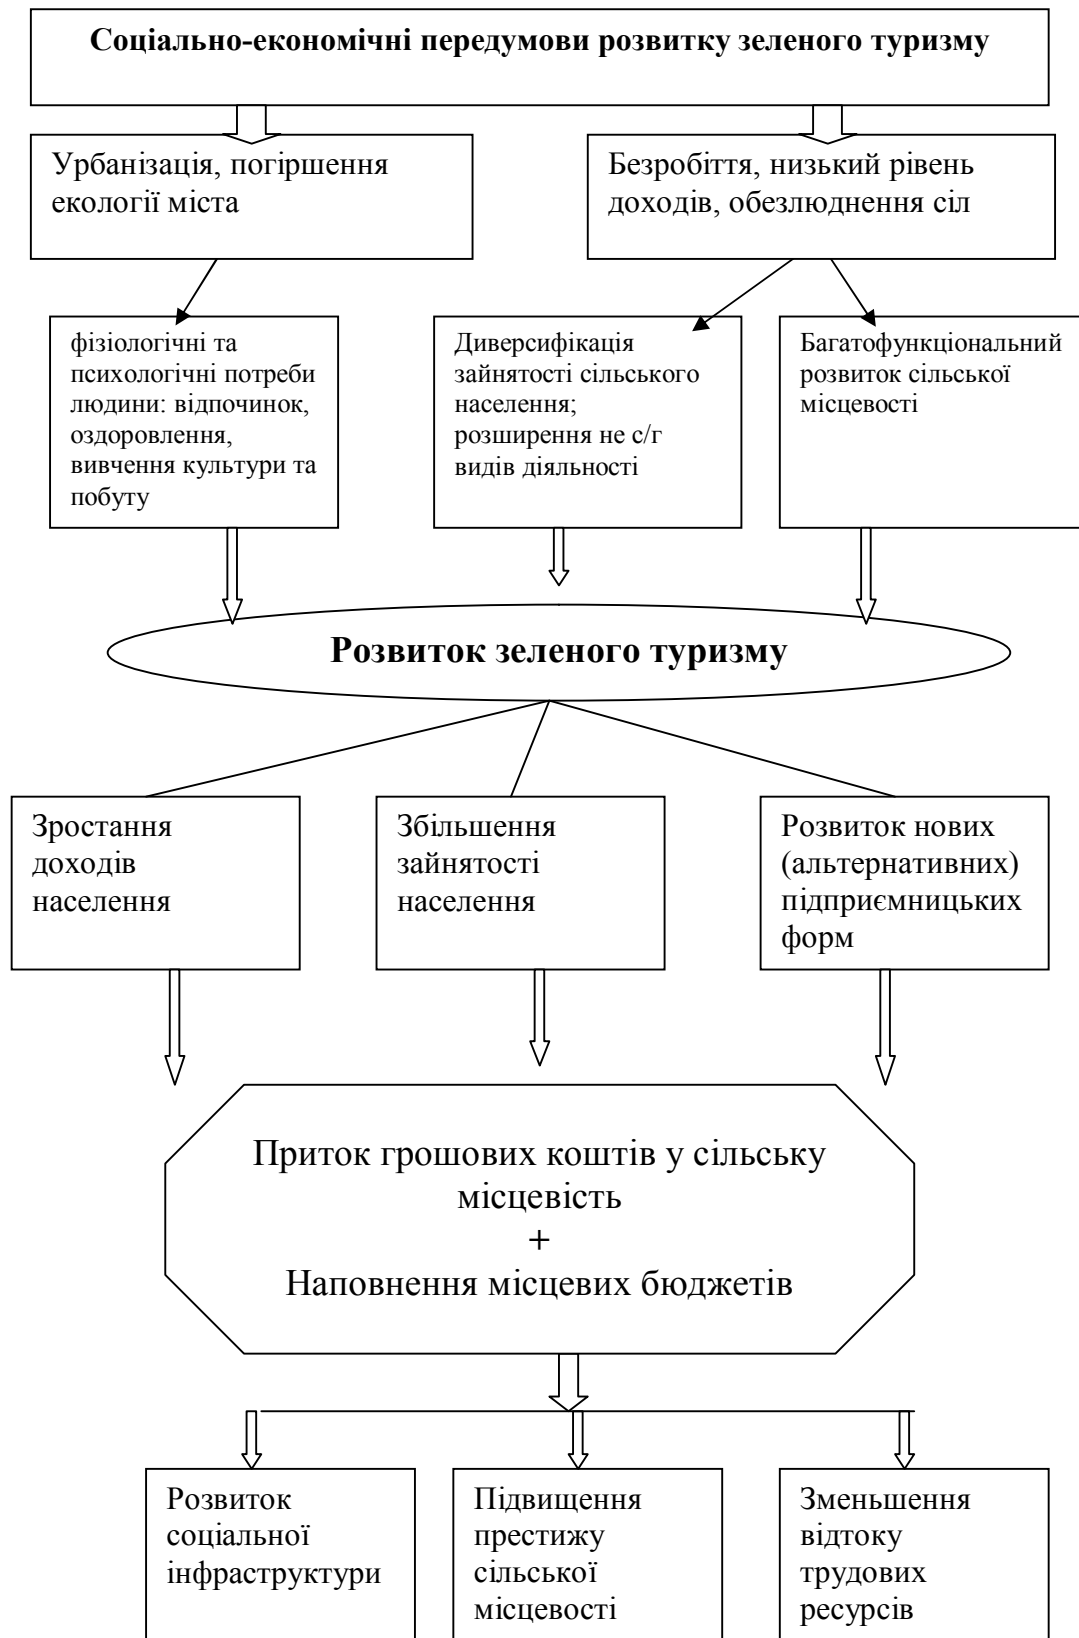 Соціально-економічні передумови розвитку зеленого туризму
Урбанізація, погіршення
екології міста
Безробіття, низький рівень
доходів, обезлюднення сіл
фізіологічні та
психологічні потреби
людини: відпочинок,
оздоровлення,
вивчення культури та
побуту
Диверсифікація
зайнятості сільського
населення;
розширення не с/г
видів діяльності
Багатофункціональний
розвиток сільської
місцевості
Розвиток зеленого туризму
Зростання
доходів
населення
Збільшення
зайнятості
населення
Розвиток нових
(альтернативних)
підприємницьких
форм
Приток грошових коштів у сільську
місцевість
+
Наповнення місцевих бюджетів
Розвиток
соціальної
інфраструктури
Підвищення
престижу
сільської
місцевості
Зменьшення
відтоку
трудових
ресурсів